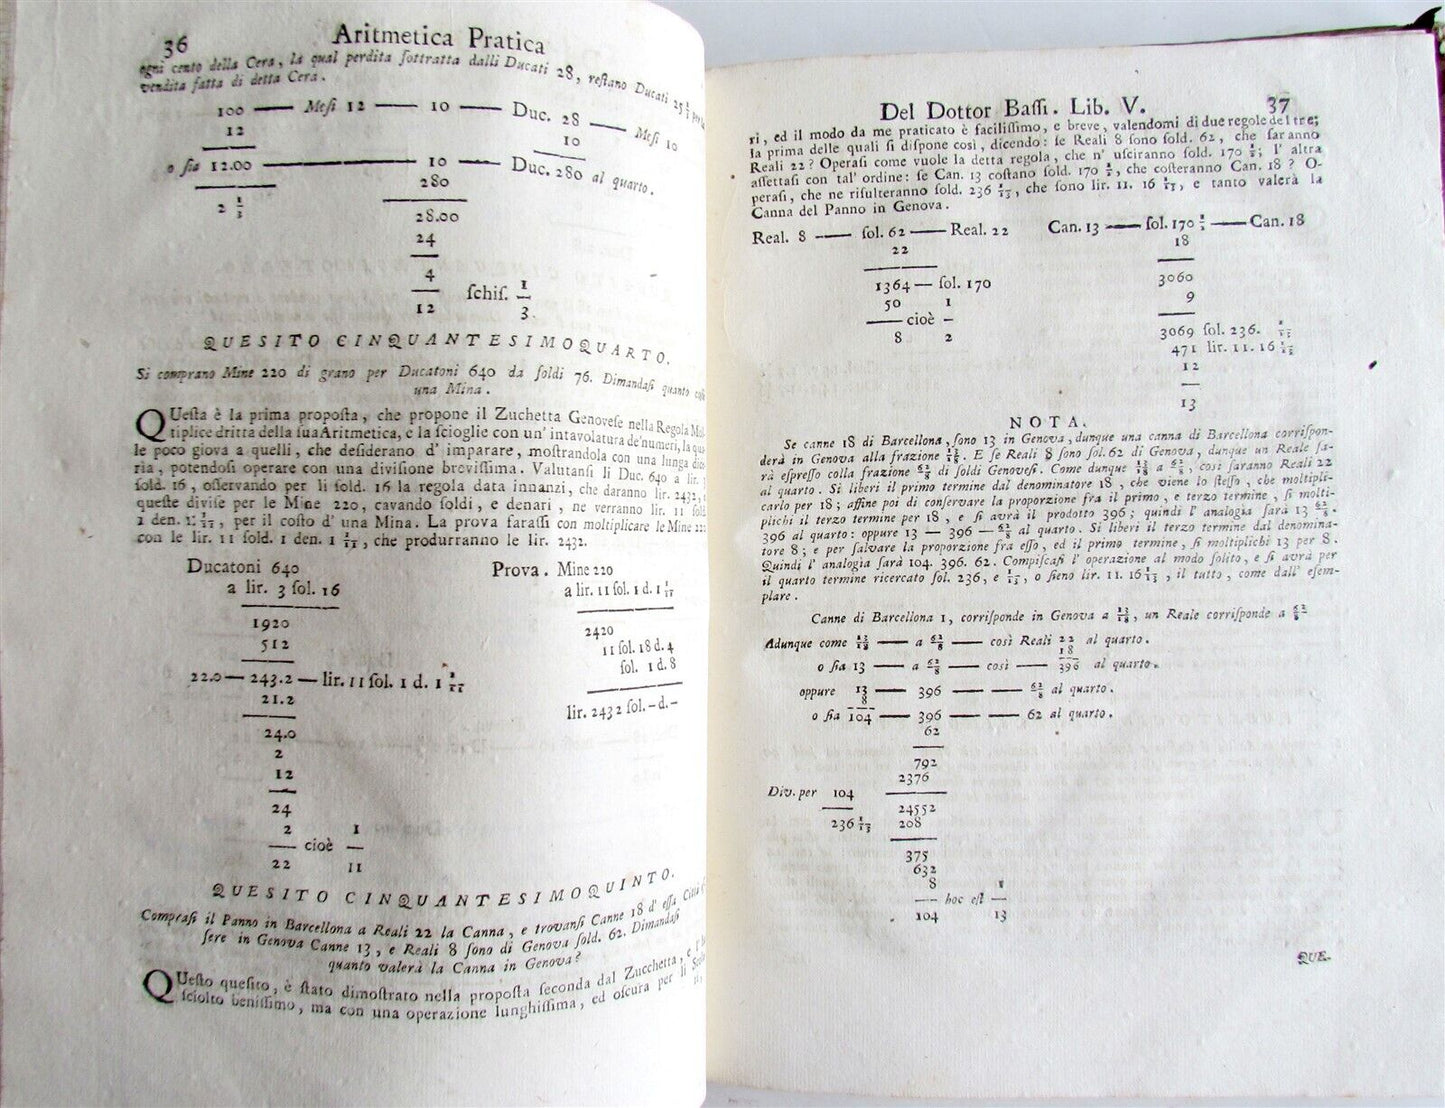 36 Aritmetica Pratica
ogni cento della Cera, la qual perdita ſottratta dalli Ducati 28, reſtano Ducati 25 1/3 per la
vendita fatta di detta Cera.
100 — Meſi 12 — 10 — Duc. 28 — Meſi 10
12 10
o ſia 12.00 — 10 — Duc. 280 al quarto.
280
2 1/3
28.00
24
4
12 ſchiſ. 1/3
QUESITO CINQUANTESIMOQUARTO.
Si comprano Mine 220 di grano per Ducatoni 640 da ſoldi 76. Dimandaſi quanto
una Mina.
QUeſta è la prima propoſta, che propone il Zuchetta Genoveſe nella Regola
tiplice dritta della ſua Aritmetica, e la ſcioglie con un' intavolatura de' numeri,
le poco giova a quelli, che deſiderano d' imparare, moſtrandola con una lunga
ria, potendoſi operare con una diviſione breviſſima. Valutanſi li Duc. 640 a lir. 3
ſold. 16, oſſervando per li ſold. 16 la regola data innanzi, che daranno lir. 2432,
queſte diviſe per le Mine 220, cavando ſoldi, e denari, ne verranno lir. 11 ſold.
1 den. 1 1/11, per il coſto d' una Mina. La prova faraſſi con moltiplicare le Mine 220
con le lir. 11 ſold. 1 den. 1 1/11, che produrranno le lir. 2432.
Ducatoni 640
a lir. 3 ſol. 16
1920
512
22.0 — 243.2 — lir. 11 ſol. 1 d. 1 1/11
21.2
24.0
2
12
24
2 1
— cioè —
22 11
Prova. Mine 220
a lir. 11 ſol. 1 d. 1 1/11
2420
11 ſol. 18 d. 4
ſol. 1 d. 8
lir. 2432 ſol. – d. –
QUESITO CINQUANTESIMOQUINTO.
Compraſi il Panno in Barcellona a Reali 22 la Canna, e trovanſi Canne 18 d' eſſa Città
ſere in Genova Canne 13, e Reali 8 ſono di Genova ſold. 62. Dimandaſi
quanto valerà la Canna in Genova?
QUeſto queſito, è ſtato dimoſtrato nella propoſta ſeconda dal Zucchetta, e
ſciolto beniſſimo, ma con una operazione lunghiſſima, ed oſcura per li
Del Dottor Baſſi. Lib. V. 37
ri, ed il modo da me praticato è faciliſſimo, e breve, valendomi di due regole del tre;
la prima delle quali ſi diſpone così, dicendo: ſe Reali 8 ſono ſold. 62, che ſaranno
Reali 22? Operaſi come vuole la detta regola, che n' uſciranno ſold. 170 1/2; l' altra
aſſettaſi con tal' ordine: ſe Can. 13 coſtano ſold. 170 1/2, che coſteranno Can. 18? O-
peraſi, che ne riſulteranno ſold. 236 1/13, che ſono lir. 11. 16 1/13, e tanto valerà la
Canna del Panno in Genova.
Real. 8 — ſol. 62 — Real. 22
22
1364 — ſol. 170
50 1
— cioè —
8 2
Can. 13 — ſol. 170 1/2 — Can. 18
18
3060
9
3069 ſol. 236. 1/13
471 lir. 11. 16 1/13
12
13
NOTA.
Se canne 18 di Barcellona, ſono 13 in Genova, dunque una canna di Barcellona corriſpon-
derà in Genova alla frazione 13/18. E ſe Reali 8 ſono ſol. 62 di Genova, dunque un Reale ſa-
rà eſpreſſo colla frazione 62/8 di ſoldi Genoveſi. Come dunque 13/18 a 62/8, così ſaranno Reali 22
al quarto. Si liberi il primo termine dal denominatore 18, che viene lo ſteſſo, che moltipli-
carlo per 18; affine poi di conſervare la proporzione fra il primo, e terzo termine, ſi molti-
plichi il terzo termine per 18, e ſi avrà il prodotto 396; quindi l' analogia ſarà 13 62/8.
396 al quarto: oppure 13 — 396 — 62/8 al quarto. Si liberi il terzo termine dal denomina-
tore 8; e per ſalvare la proporzione fra eſſo, ed il primo termine, ſi moltiplichi 13 per 8.
Quindi l' analogia ſarà 104. 396. 62. Compiſcaſi l' operazione al modo ſolito, e ſi avrà per
il quarto termine ricercato ſol. 236, e 1/13, o ſieno lir. 11. 16 1/13, il tutto, come dall' eſem-
plare.
Canne di Barcellona 1, corriſponde in Genova a 13/18, un Reale corriſponde a 62/8
Adunque come 13/18 — a 62/8 — così Reali 22 al quarto.
18
o ſia 13 — a 62/8 — così — 396 al quarto.
oppure 13 — 396 — — 62/8 al quarto.
8
o ſia 104 — 396 — — 62 al quarto.
62
792
2376
Div. per 104
24552
236 1/13 208
375
632
8 1
— hoc eſt —
104 13
QUE-